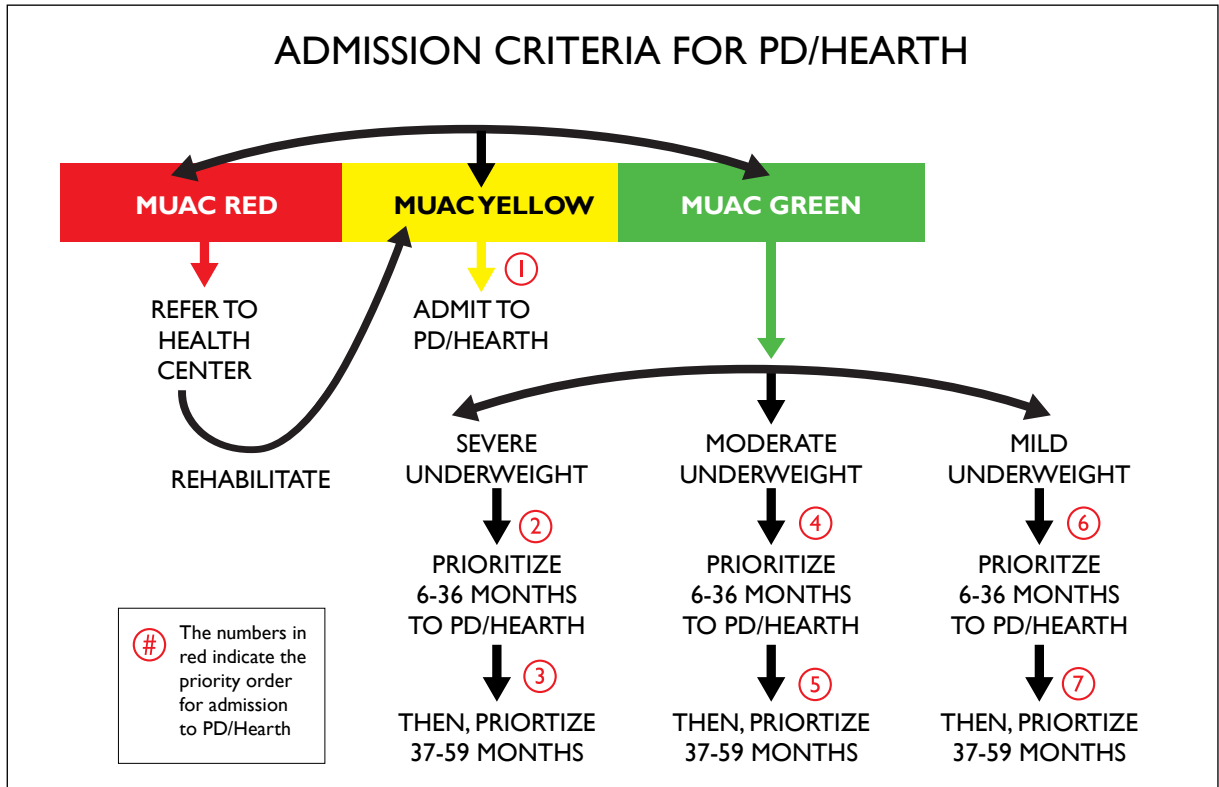 ADMISSION CRITERIA FOR PD/HEARTH
MUAC RED
MUAC YELLOW
MUAC GREEN
1
REFER TO
HEALTH
CENTER
ADMIT TO
PD/HEARTH
REHABILITATE
SEVERE
UNDERWEIGHT
2
PRIORITIZE
6-36 MONTHS
TO PD/HEARTH
3
THEN, PRIORTIZE
37-59 MONTHS
MODERATE
UNDERWEIGHT
4
PRIORITIZE
6-36 MONTHS
TO PD/HEARTH
5
THEN, PRIORTIZE
37-59 MONTHS
MILD
UNDERWEIGHT
6
PRIORITZE
6-36 MONTHS
TO PD/HEARTH
7
THEN, PRIORTIZE
37-59 MONTHS
#
The numbers in
red indicate the
priority order
for admission
to PD/Hearth